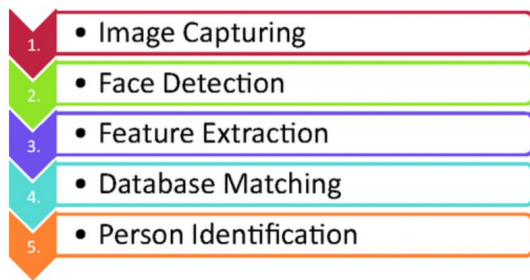 1. • Image Capturing
2. • Face Detection
3. • Feature Extraction
4. • Database Matching
5. • Person Identification